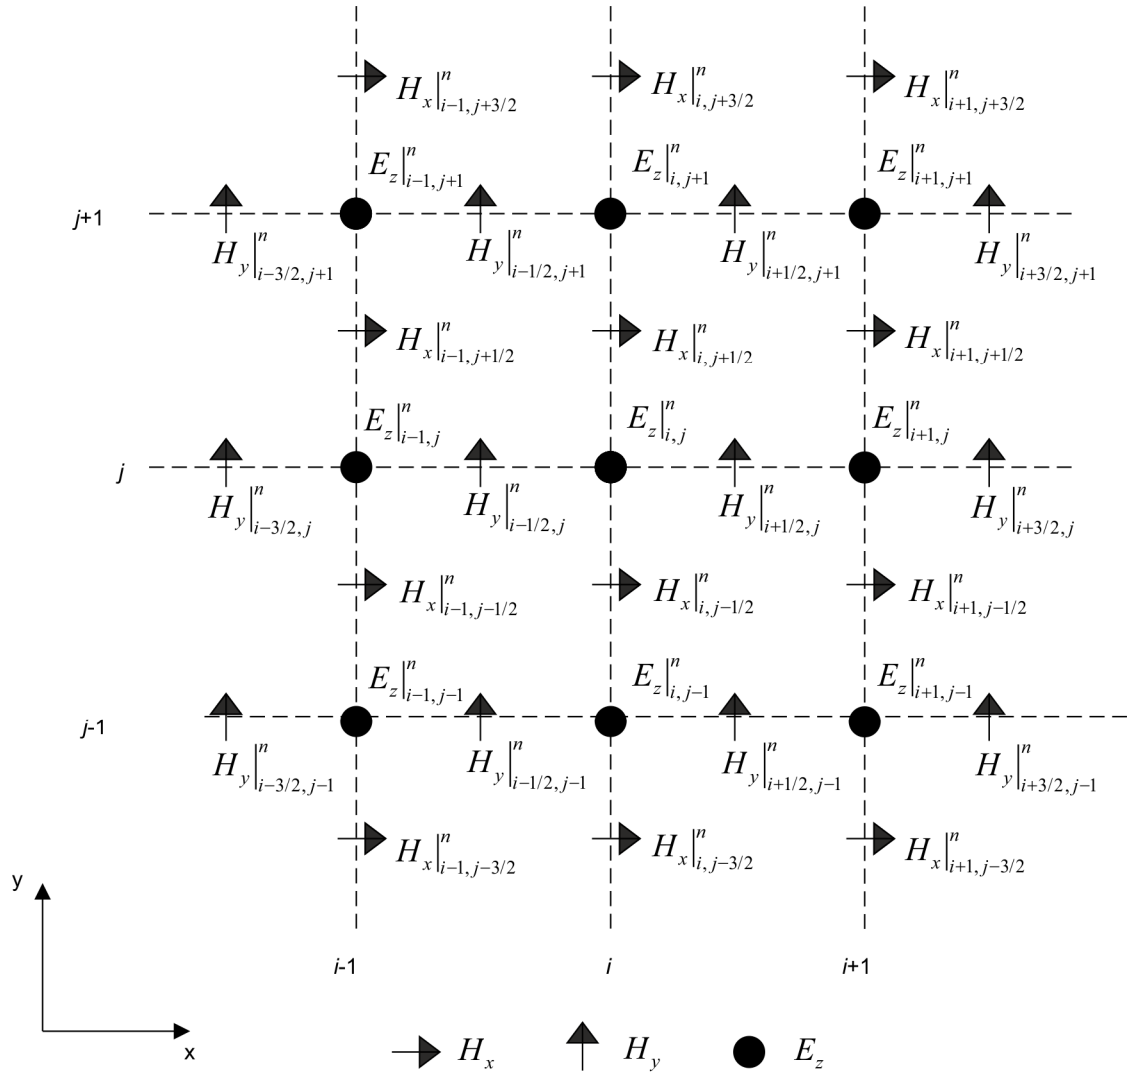 H_x|^n_{i−1, j+3/2} H_x|^n_{i, j+3/2} H_x|^n_{i+1, j+3/2}
E_z|^n_{i−1, j+1} E_z|^n_{i, j+1} E_z|^n_{i+1, j+1}
j+1
H_y|^n_{i−3/2, j+1} H_y|^n_{i−1/2, j+1} H_y|^n_{i+1/2, j+1} H_y|^n_{i+3/2, j+1}
H_x|^n_{i−1, j+1/2} H_x|^n_{i, j+1/2} H_x|^n_{i+1, j+1/2}
E_z|^n_{i−1, j} E_z|^n_{i, j} E_z|^n_{i+1, j}
j
H_y|^n_{i−3/2, j} H_y|^n_{i−1/2, j} H_y|^n_{i+1/2, j} H_y|^n_{i+3/2, j}
H_x|^n_{i−1, j−1/2} H_x|^n_{i, j−1/2} H_x|^n_{i+1, j−1/2}
E_z|^n_{i−1, j−1} E_z|^n_{i, j−1} E_z|^n_{i+1, j−1}
j-1
H_y|^n_{i−3/2, j−1} H_y|^n_{i−1/2, j−1} H_y|^n_{i+1/2, j−1} H_y|^n_{i+3/2, j−1}
H_x|^n_{i−1, j−3/2} H_x|^n_{i, j−3/2} H_x|^n_{i+1, j−3/2}
y
i-1 i i+1
x
H_x H_y E_z